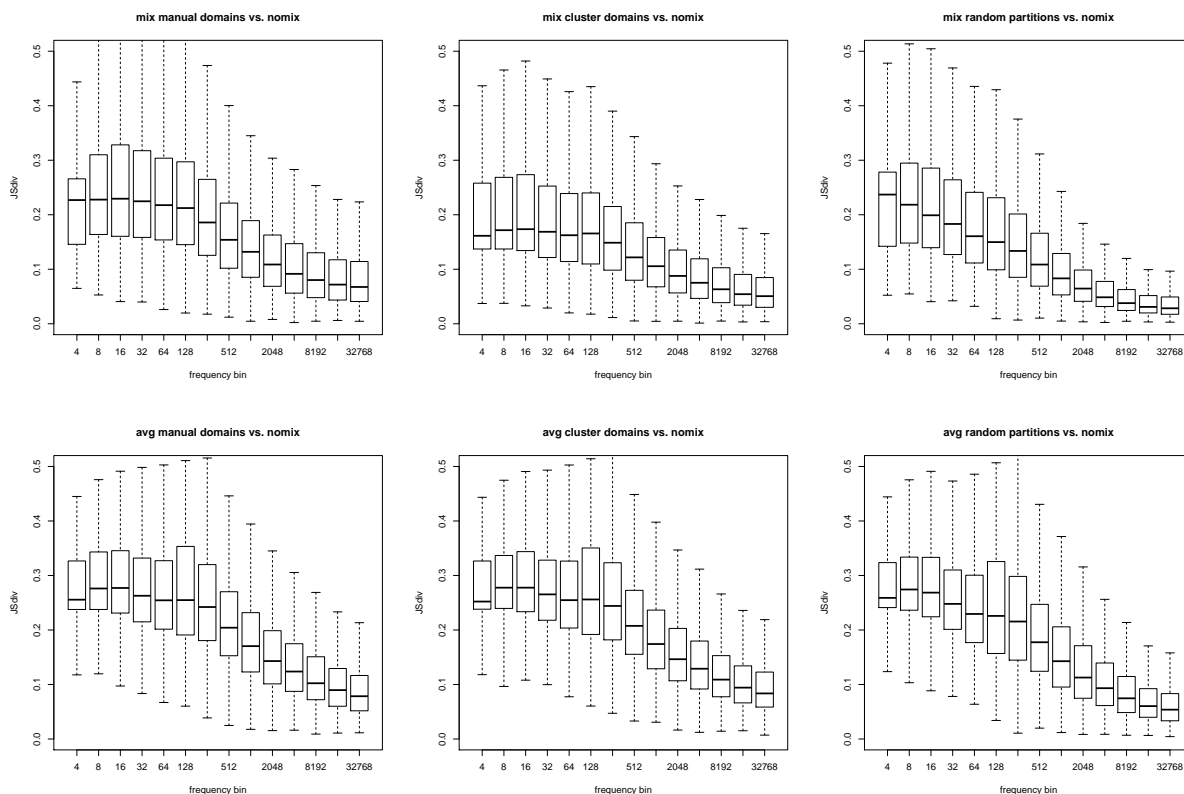 mix manual domains vs. nomix
JSdiv
0.5
0.4
0.3
0.2
0.1
0.0
4 8 16 32 64 128 512 2048 8192 32768
frequency bin
mix cluster domains vs. nomix
JSdiv
0.5
0.4
0.3
0.2
0.1
0.0
4 8 16 32 64 128 512 2048 8192 32768
frequency bin
mix random partitions vs. nomix
JSdiv
0.5
0.4
0.3
0.2
0.1
0.0
4 8 16 32 64 128 512 2048 8192 32768
frequency bin
avg manual domains vs. nomix
JSdiv
0.5
0.4
0.3
0.2
0.1
0.0
4 8 16 32 64 128 512 2048 8192 32768
frequency bin
avg cluster domains vs. nomix
JSdiv
0.5
0.4
0.3
0.2
0.1
0.0
4 8 16 32 64 128 512 2048 8192 32768
frequency bin
avg random partitions vs. nomix
JSdiv
0.5
0.4
0.3
0.2
0.1
0.0
4 8 16 32 64 128 512 2048 8192 32768
frequency bin